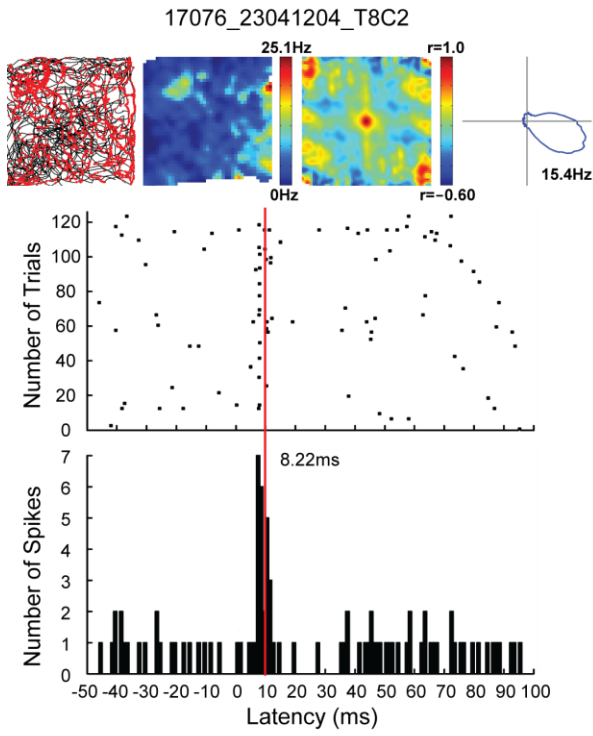 17076_23041204_T8C2
25.1Hz
r=1.0
0Hz
r=−0.60
15.4Hz
Number of Trials
120
100
80
60
40
20
0
8.22ms
Number of Spikes
7
6
5
4
3
2
1
0
-50 -40 -30 -20 -10 0 10 20 30 40 50 60 70 80 90 100
Latency (ms)